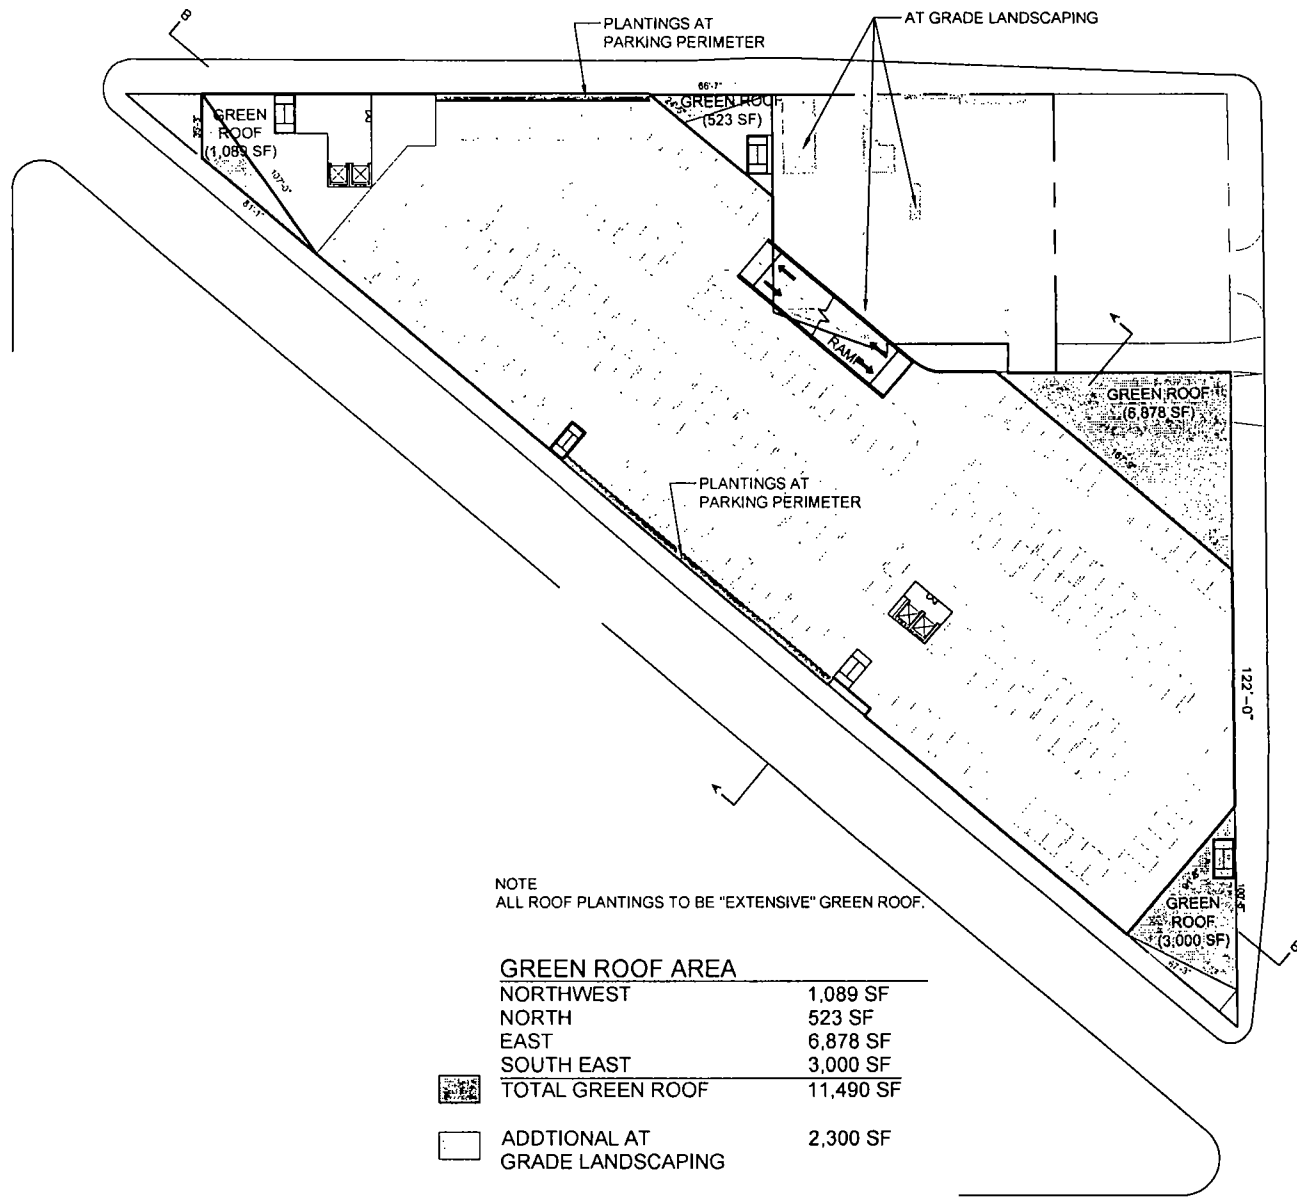 B
PLANTINGS AT
PARKING PERIMETER
AT GRADE LANDSCAPING
66'-7"
GREEN ROOF
(523 SF)
GREEN
ROOF
(1,089 SF)
107'-0"
81'-1"
A
RAMP
GREEN ROOF
(6,878 SF)
PLANTINGS AT
PARKING PERIMETER
122'-0"
A
GREEN
ROOF
(3,000 SF)
B
NOTE
ALL ROOF PLANTINGS TO BE "EXTENSIVE" GREEN ROOF.
GREEN ROOF AREA
NORTHWEST 1,089 SF
NORTH 523 SF
EAST 6,878 SF
SOUTH EAST 3,000 SF
TOTAL GREEN ROOF 11,490 SF
ADDTIONAL AT 2,300 SF
GRADE LANDSCAPING